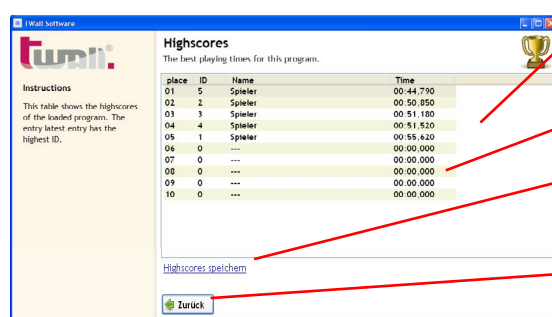 TWall Software
twall®
Instructions
This table shows the highscores
of the loaded program. The
entry latest entry has the
highest ID.
Highscores
The best playing times for this program.
place ID Name Time
01 5 Spieler 00:44,790
02 2 Spieler 00:50,850
03 3 Spieler 00:51,180
04 4 Spieler 00:51,520
05 1 Spieler 00:55,620
06 0 --- 00:00,000
07 0 --- 00:00,000
08 0 --- 00:00,000
09 0 --- 00:00,000
10 0 --- 00:00,000
Highscores speichern
Zurück